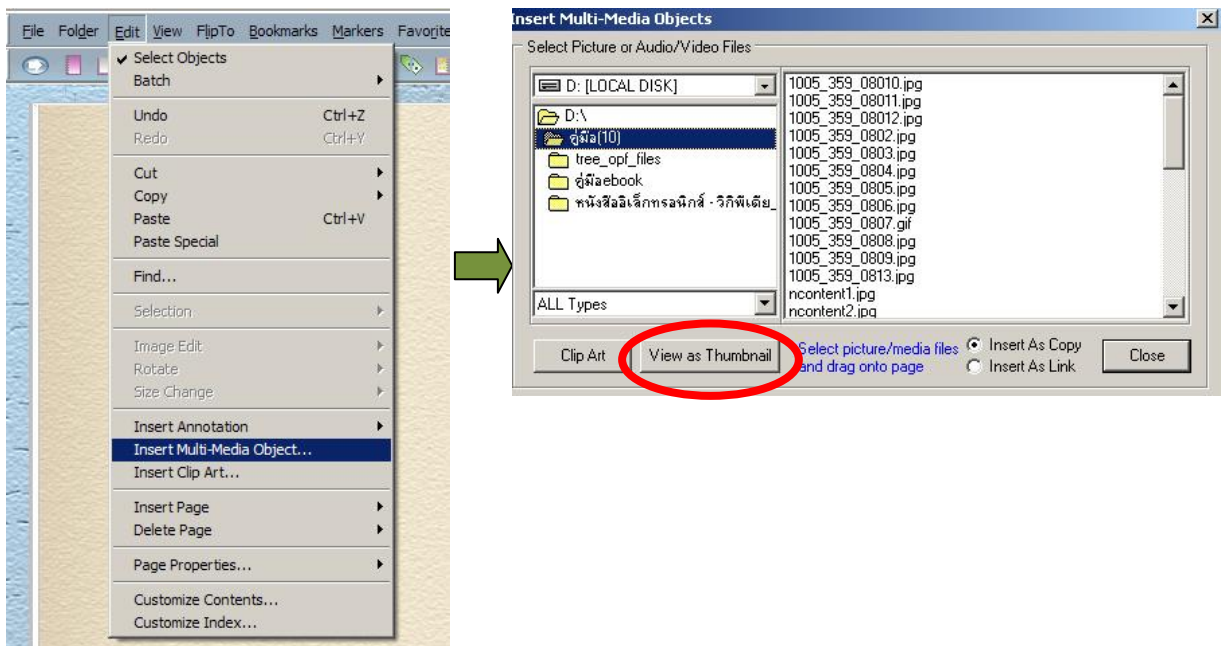 File Folder Edit View FlipTo Bookmarks Markers Favorite
Select Objects
Batch
Undo Ctrl+Z
Redo Ctrl+Y
Cut
Copy
Paste Ctrl+V
Paste Special
Find...
Selection
Image Edit
Rotate
Size Change
Insert Annotation
Insert Multi-Media Object...
Insert Clip Art...
Insert Page
Delete Page
Page Properties...
Customize Contents...
Customize Index...
Insert Multi-Media Objects
Select Picture or Audio/Video Files
D: [LOCAL DISK]
D:\
คู่มือ(10)
tree_opf_files
คู่มือebook
หนังสืออิเล็กทรอนิกส์ - วิกิพีเดีย_
ALL Types
1005_359_08010.jpg
1005_359_08011.jpg
1005_359_08012.jpg
1005_359_0802.jpg
1005_359_0803.jpg
1005_359_0804.jpg
1005_359_0805.jpg
1005_359_0806.jpg
1005_359_0807.gif
1005_359_0808.jpg
1005_359_0809.jpg
1005_359_0813.jpg
ncontent1.jpg
ncontent2.jpg
Clip Art
View as Thumbnail
Select picture/media files
and drag onto page
Insert As Copy
Insert As Link
Close